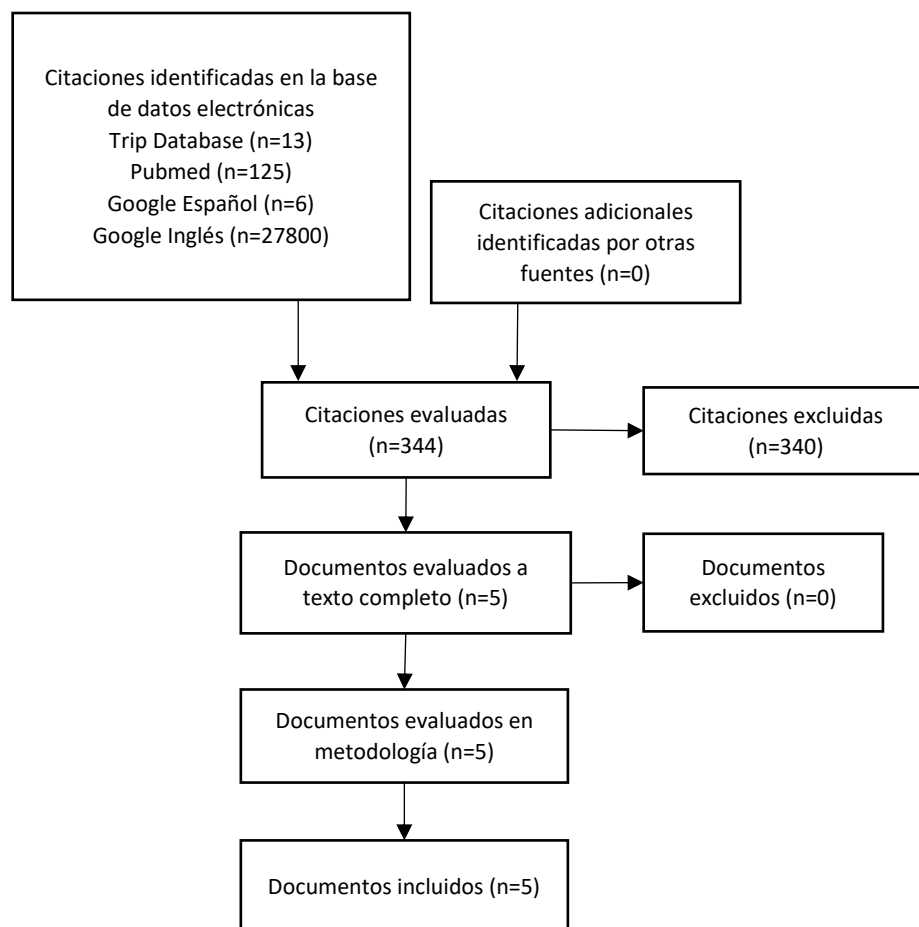 Citaciones identificadas en la base
de datos electrónicas
Trip Database (n=13)
Pubmed (n=125)
Google Español (n=6)
Google Inglés (n=27800)
Citaciones adicionales
identificadas por otras
fuentes (n=0)
Citaciones evaluadas
(n=344)
Citaciones excluidas
(n=340)
Documentos evaluados a
texto completo (n=5)
Documentos
excluidos (n=0)
Documentos evaluados en
metodología (n=5)
Documentos incluidos (n=5)